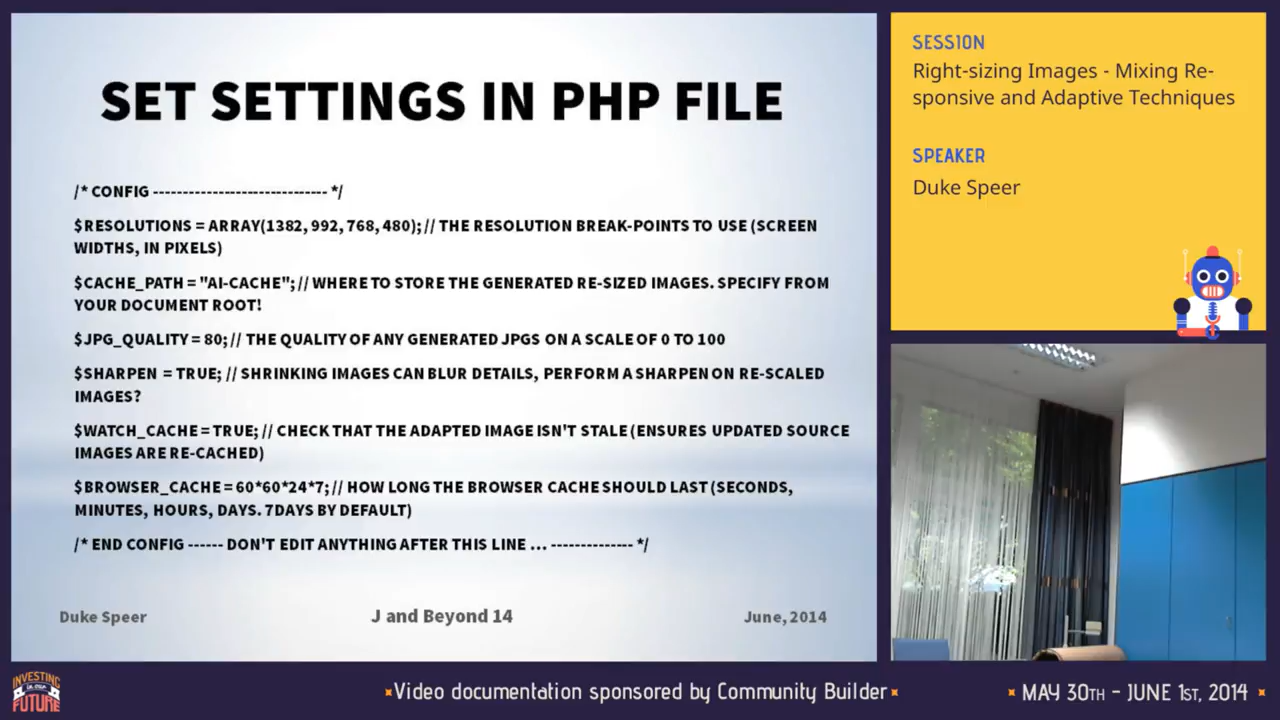 SET SETTINGS IN PHP FILE
/* CONFIG ----------------------------- */
$RESOLUTIONS = ARRAY(1382, 992, 768, 480); // THE RESOLUTION BREAK-POINTS TO USE (SCREEN
WIDTHS, IN PIXELS)
$CACHE_PATH = "AI-CACHE"; // WHERE TO STORE THE GENERATED RE-SIZED IMAGES. SPECIFY FROM
YOUR DOCUMENT ROOT!
$JPG_QUALITY = 80; // THE QUALITY OF ANY GENERATED JPGS ON A SCALE OF 0 TO 100
$SHARPEN = TRUE; // SHRINKING IMAGES CAN BLUR DETAILS, PERFORM A SHARPEN ON RE-SCALED
IMAGES?
$WATCH_CACHE = TRUE; // CHECK THAT THE ADAPTED IMAGE ISN'T STALE (ENSURES UPDATED SOURCE
IMAGES ARE RE-CACHED)
$BROWSER_CACHE = 60*60*24*7; // HOW LONG THE BROWSER CACHE SHOULD LAST (SECONDS,
MINUTES, HOURS, DAYS. 7DAYS BY DEFAULT)
/* END CONFIG ------ DON'T EDIT ANYTHING AFTER THIS LINE ... -------------- */
Duke Speer J and Beyond 14 June, 2014
SESSION
Right-sizing Images - Mixing Re-
sponsive and Adaptive Techniques
SPEAKER
Duke Speer
INVESTING
IN OUR
FUTURE
Video documentation sponsored by Community Builder
MAY 30TH - JUNE 1ST, 2014